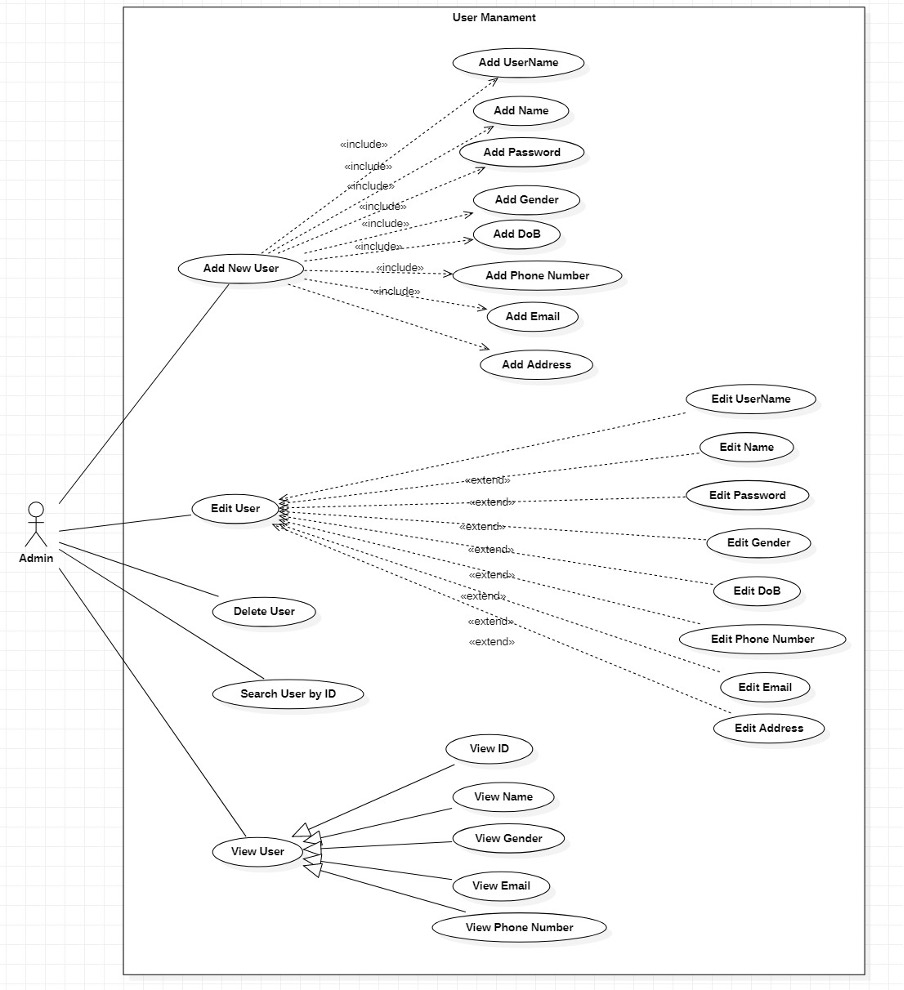 User Manament
Add UserName
Add Name
«include»
Add Password
«include»
«include»
Add Gender
«include»
«include»
Add DoB
«include»
Add New User
«include»
Add Phone Number
«include»
Add Email
Add Address
Edit UserName
Edit Name
«extend»
Edit Password
«extend»
Edit User
«extend»
Edit Gender
«extend»
Admin
«extend»
Edit DoB
«extend»
Delete User
«extend»
Edit Phone Number
«extend»
Edit Email
Search User by ID
Edit Address
View ID
View Name
View Gender
View User
View Email
View Phone Number